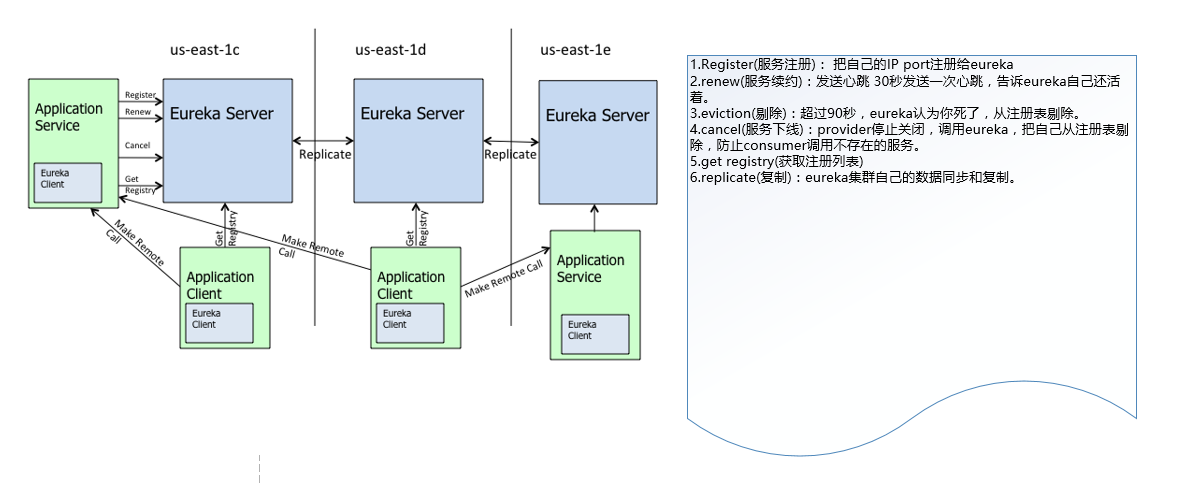 us-east-1c
us-east-1d
us-east-1e
Application
Service
Eureka
Client
Register
Renew
Cancel
Get
Registry
Eureka Server
Replicate
Eureka Server
Replicate
Eureka Server
Make Remote
Call
Get
Registry
Make Remote
Call
Get
Registry
Make Remote Call
Application
Client
Eureka
Client
Application
Client
Eureka
Client
Application
Service
Eureka
Client
1.Register(服务注册)： 把自己的IP port注册给eureka
2.renew(服务续约)：发送心跳 30秒发送一次心跳，告诉eureka自己还活
着。
3.eviction(剔除)：超过90秒，eureka认为你死了，从注册表剔除。
4.cancel(服务下线)：provider停止关闭，调用eureka，把自己从注册表剔
除，防止consumer调用不存在的服务。
5.get registry(获取注册列表)
6.replicate(复制)：eureka集群自己的数据同步和复制。